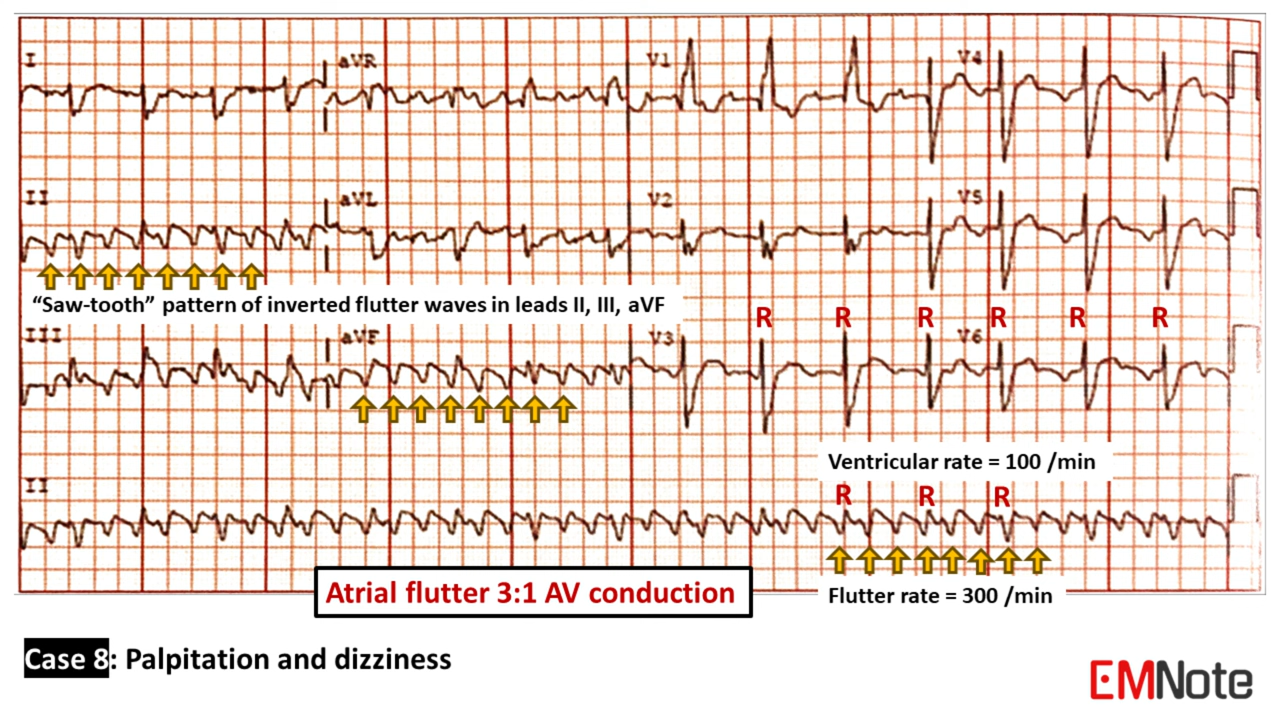 I aVR V1 V4
II aVL V2 V5
“Saw-tooth” pattern of inverted flutter waves in leads II, III, aVF
R R R R R R
III aVF V3 V6
Ventricular rate = 100 /min
II
R R R
Atrial flutter 3:1 AV conduction
Flutter rate = 300 /min
Case 8: Palpitation and dizziness
EMNote